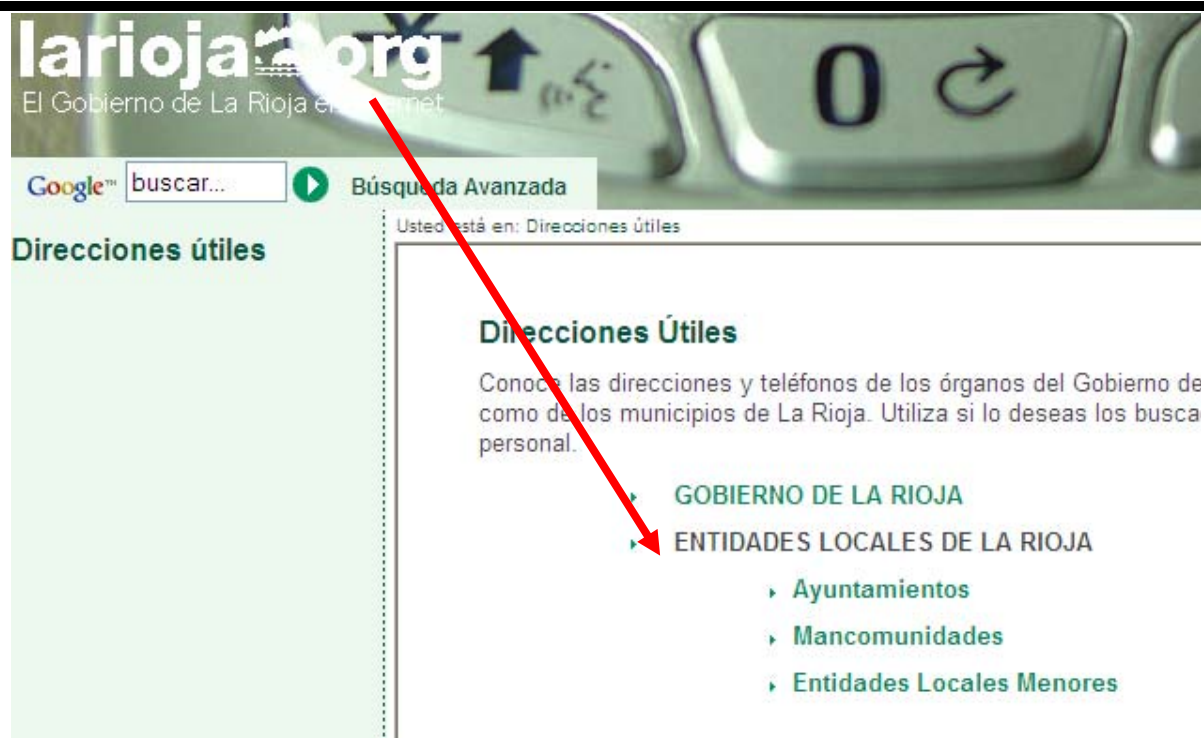 larioja.org
El Gobierno de La Rioja en Internet
0
Google™ buscar... Búsqueda Avanzada
Usted está en: Direcciones útiles
Direcciones útiles
Direcciones Útiles
Conoce las direcciones y teléfonos de los órganos del Gobierno de
como de los municipios de La Rioja. Utiliza si lo deseas los busca
personal.
GOBIERNO DE LA RIOJA
ENTIDADES LOCALES DE LA RIOJA
Ayuntamientos
Mancomunidades
Entidades Locales Menores